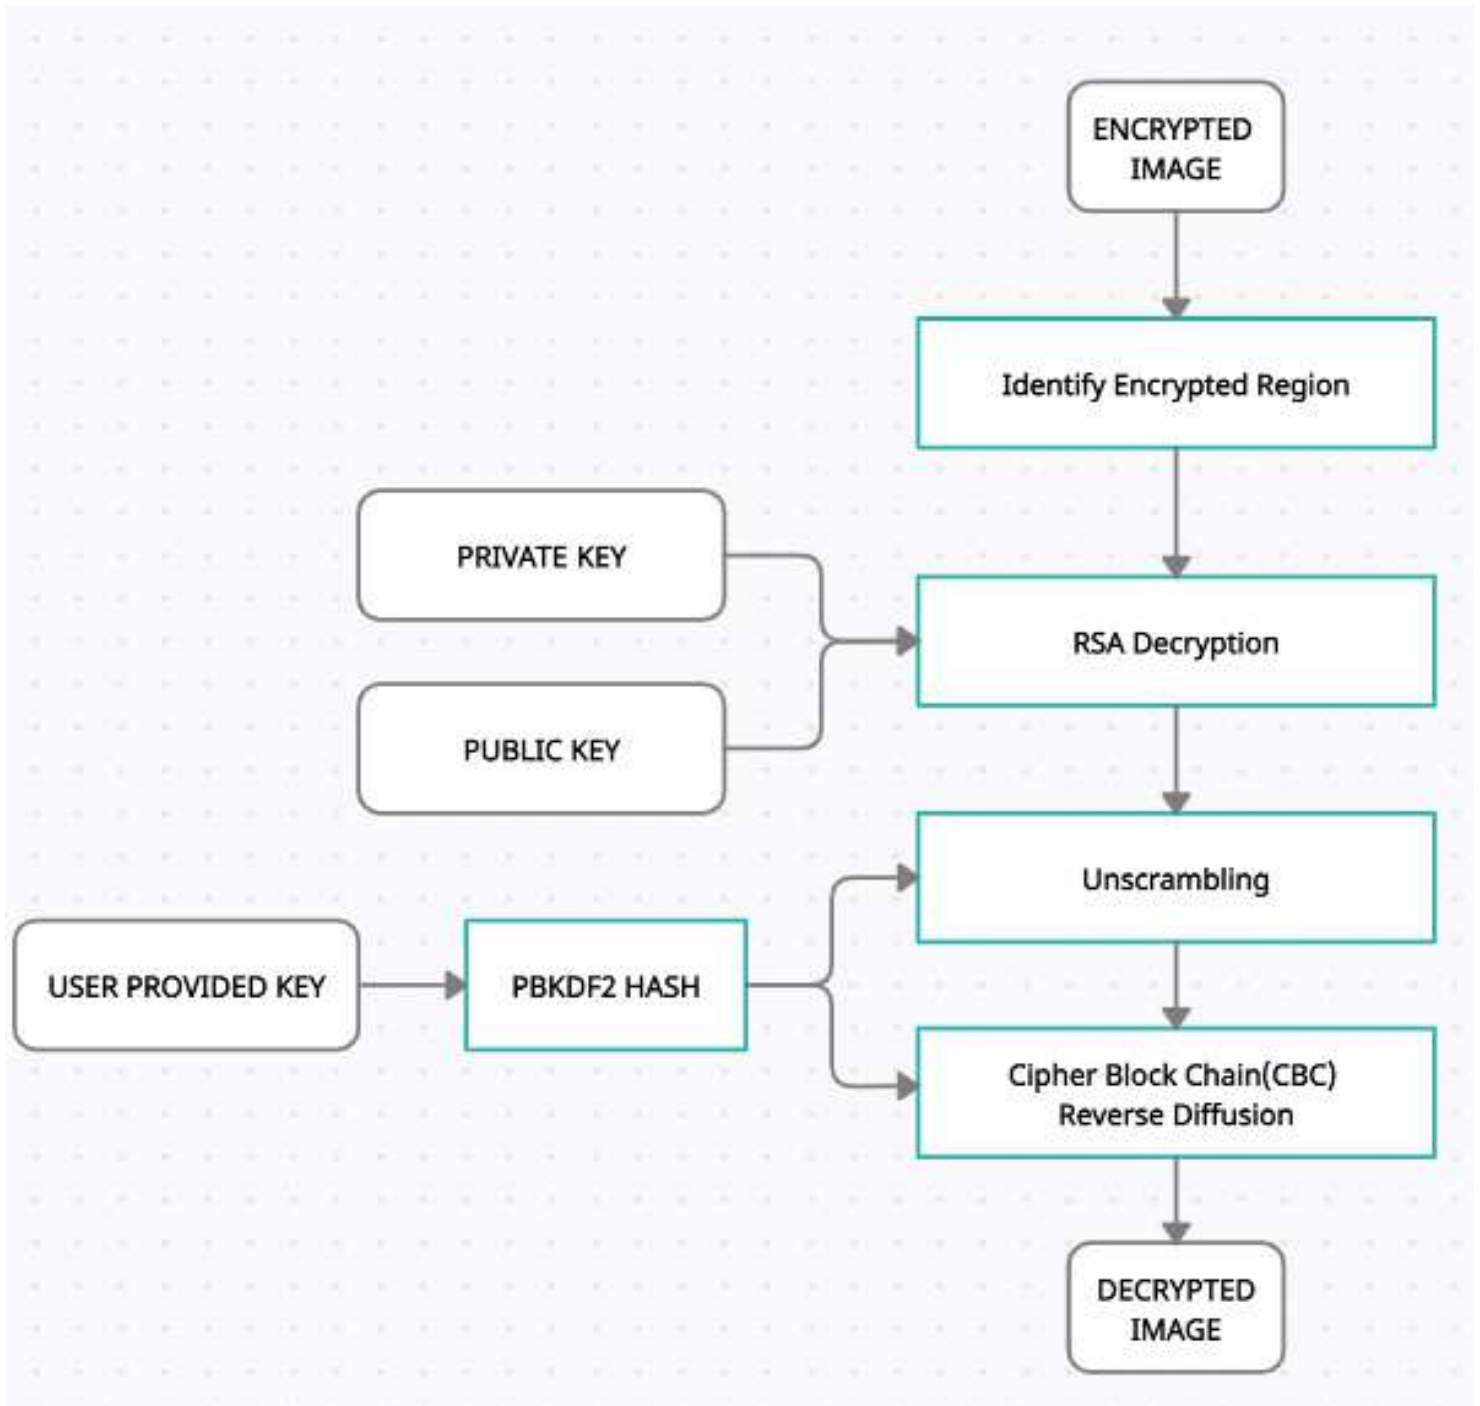 ENCRYPTED
IMAGE
Identify Encrypted Region
PRIVATE KEY
RSA Decryption
PUBLIC KEY
Unscrambling
USER PROVIDED KEY
PBKDF2 HASH
Cipher Block Chain(CBC)
Reverse Diffusion
DECRYPTED
IMAGE